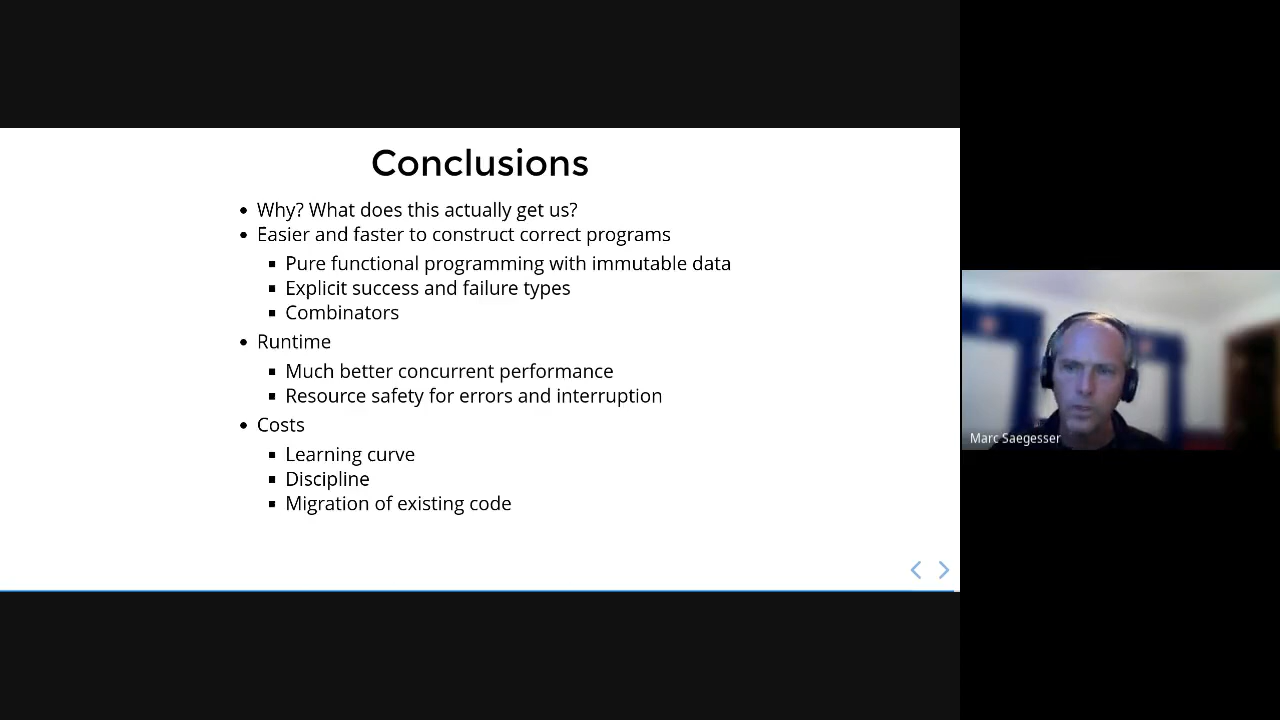 Conclusions
Why? What does this actually get us?
Easier and faster to construct correct programs
Pure functional programming with immutable data
Explicit success and failure types
Combinators
Runtime
Much better concurrent performance
Resource safety for errors and interruption
Costs
Learning curve
Discipline
Migration of existing code
Marc Saegesser